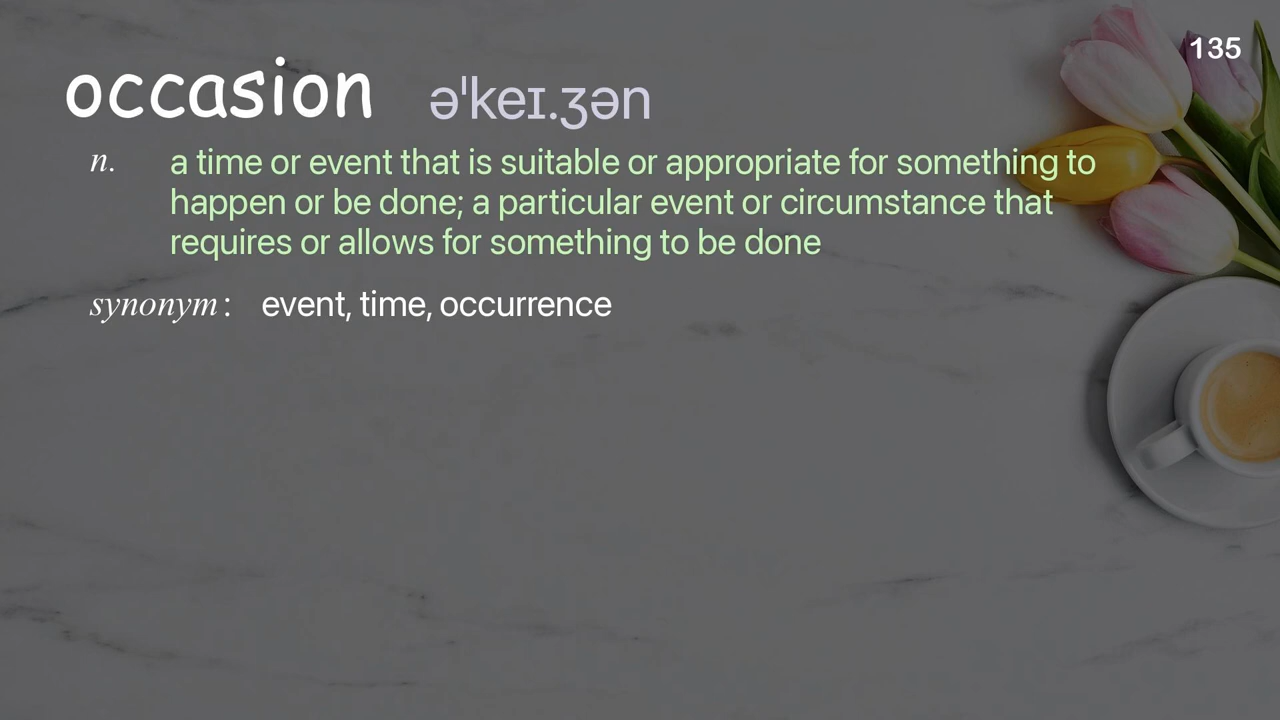 135
occasion əˈkeɪ.ʒən
n. a time or event that is suitable or appropriate for something to
happen or be done; a particular event or circumstance that
requires or allows for something to be done
synonym: event, time, occurrence